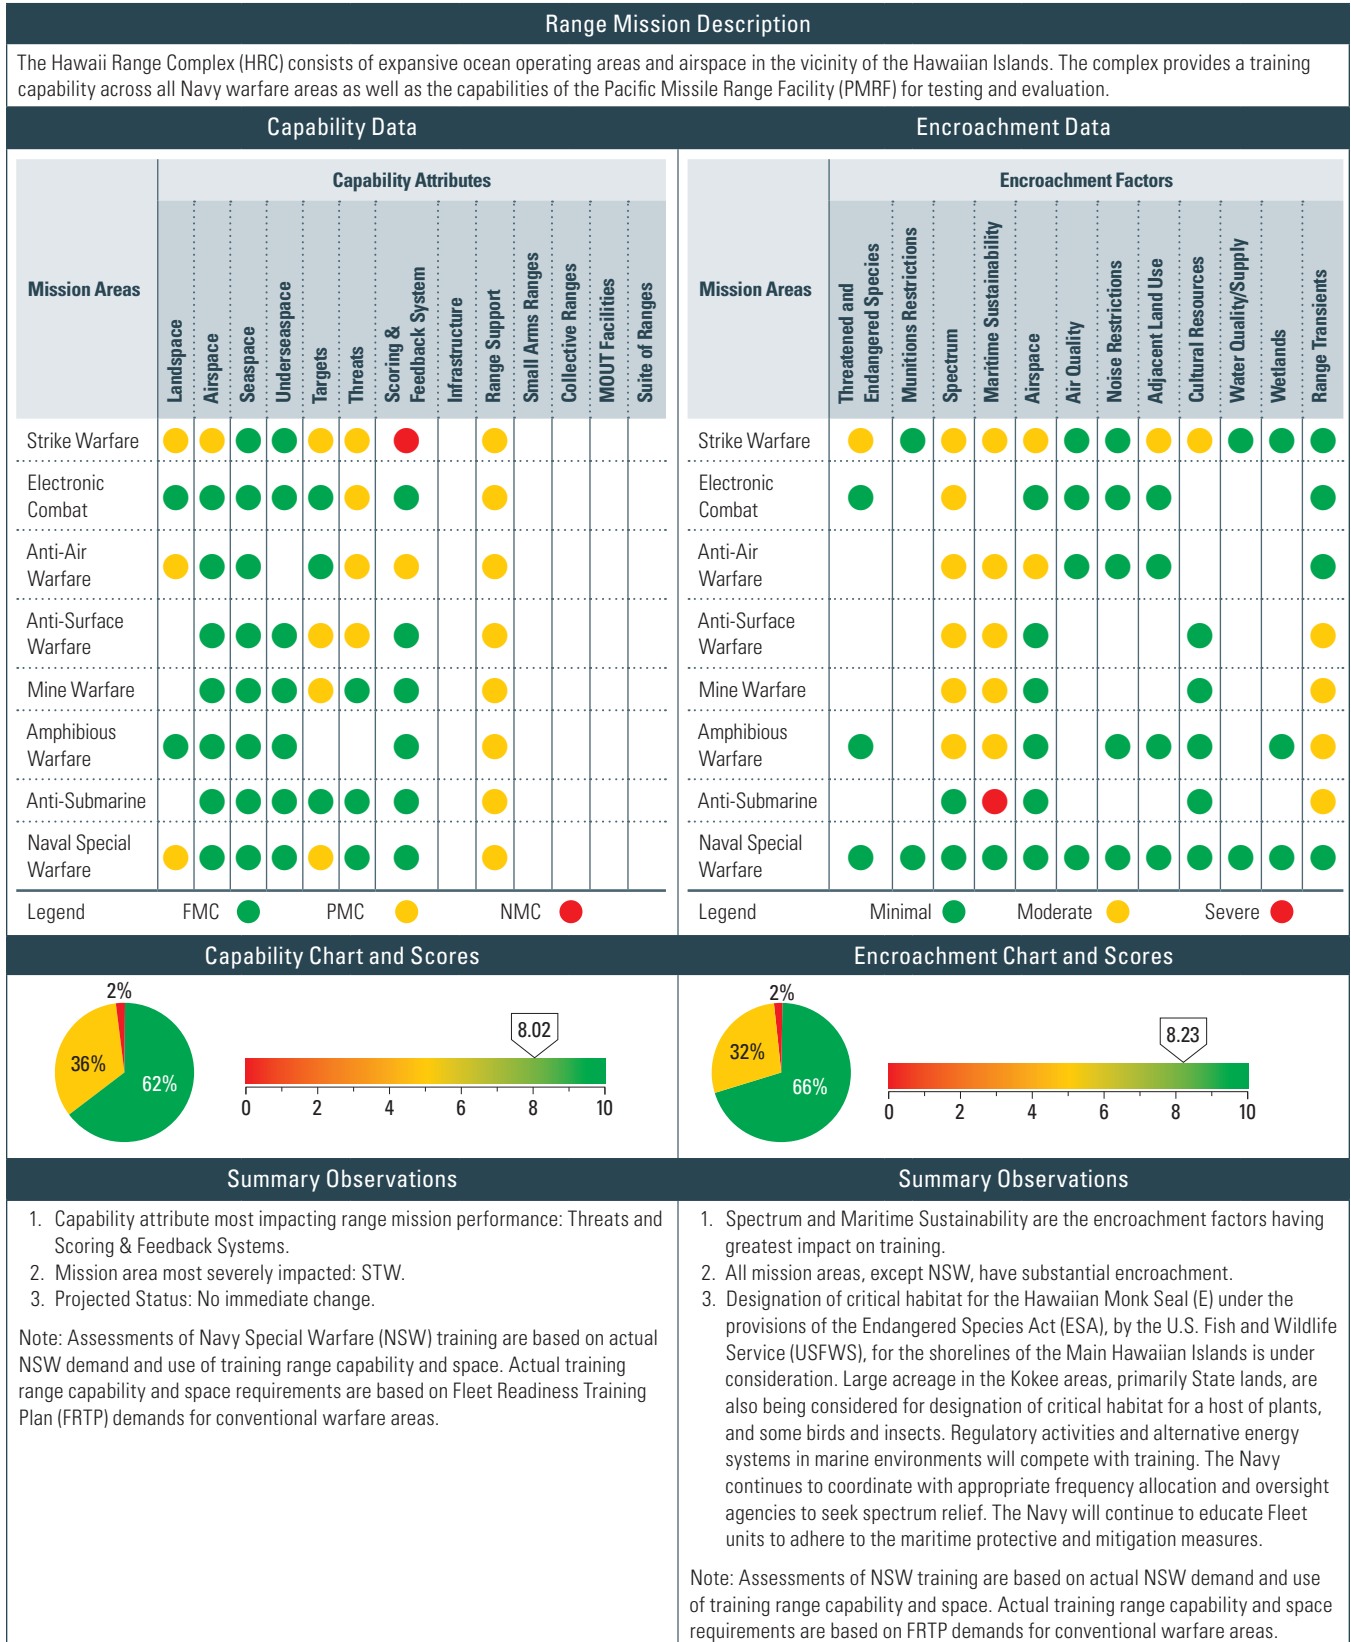 Range Mission Description
The Hawaii Range Complex (HRC) consists of expansive ocean operating areas and airspace in the vicinity of the Hawaiian Islands. The complex provides a training
capability across all Navy warfare areas as well as the capabilities of the Pacific Missile Range Facility (PMRF) for testing and evaluation.
Capability Data
Mission Areas
Capability Attributes
Landspace
Airspace
Seaspace
Underseaspace
Targets
Threats
Scoring &
Feedback System
Infrastructure
Range Support
Small Arms Ranges
Collective Ranges
MOUT Facilities
Suite of Ranges
Strike Warfare
Electronic
Combat
Anti-Air
Warfare
Anti-Surface
Warfare
Mine Warfare
Amphibious
Warfare
Anti-Submarine
Naval Special
Warfare
Legend FMC PMC NMC
Encroachment Data
Mission Areas
Encroachment Factors
Threatened and
Endangered Species
Munitions Restrictions
Spectrum
Maritime Sustainability
Airspace
Air Quality
Noise Restrictions
Adjacent Land Use
Cultural Resources
Water Quality/Supply
Wetlands
Range Transients
Strike Warfare
Electronic
Combat
Anti-Air
Warfare
Anti-Surface
Warfare
Mine Warfare
Amphibious
Warfare
Anti-Submarine
Naval Special
Warfare
Legend Minimal Moderate Severe
Capability Chart and Scores
2%
36%
62%
8.02
0 2 4 6 8 10
Encroachment Chart and Scores
2%
32%
66%
8.23
0 2 4 6 8 10
Summary Observations
1. Capability attribute most impacting range mission performance: Threats and
Scoring & Feedback Systems.
2. Mission area most severely impacted: STW.
3. Projected Status: No immediate change.
Note: Assessments of Navy Special Warfare (NSW) training are based on actual
NSW demand and use of training range capability and space. Actual training
range capability and space requirements are based on Fleet Readiness Training
Plan (FRTP) demands for conventional warfare areas.
Summary Observations
1. Spectrum and Maritime Sustainability are the encroachment factors having
greatest impact on training.
2. All mission areas, except NSW, have substantial encroachment.
3. Designation of critical habitat for the Hawaiian Monk Seal (E) under the
provisions of the Endangered Species Act (ESA), by the U.S. Fish and Wildlife
Service (USFWS), for the shorelines of the Main Hawaiian Islands is under
consideration. Large acreage in the Kokee areas, primarily State lands, are
also being considered for designation of critical habitat for a host of plants,
and some birds and insects. Regulatory activities and alternative energy
systems in marine environments will compete with training. The Navy
continues to coordinate with appropriate frequency allocation and oversight
agencies to seek spectrum relief. The Navy will continue to educate Fleet
units to adhere to the maritime protective and mitigation measures.
Note: Assessments of NSW training are based on actual NSW demand and use
of training range capability and space. Actual training range capability and space
requirements are based on FRTP demands for conventional warfare areas.